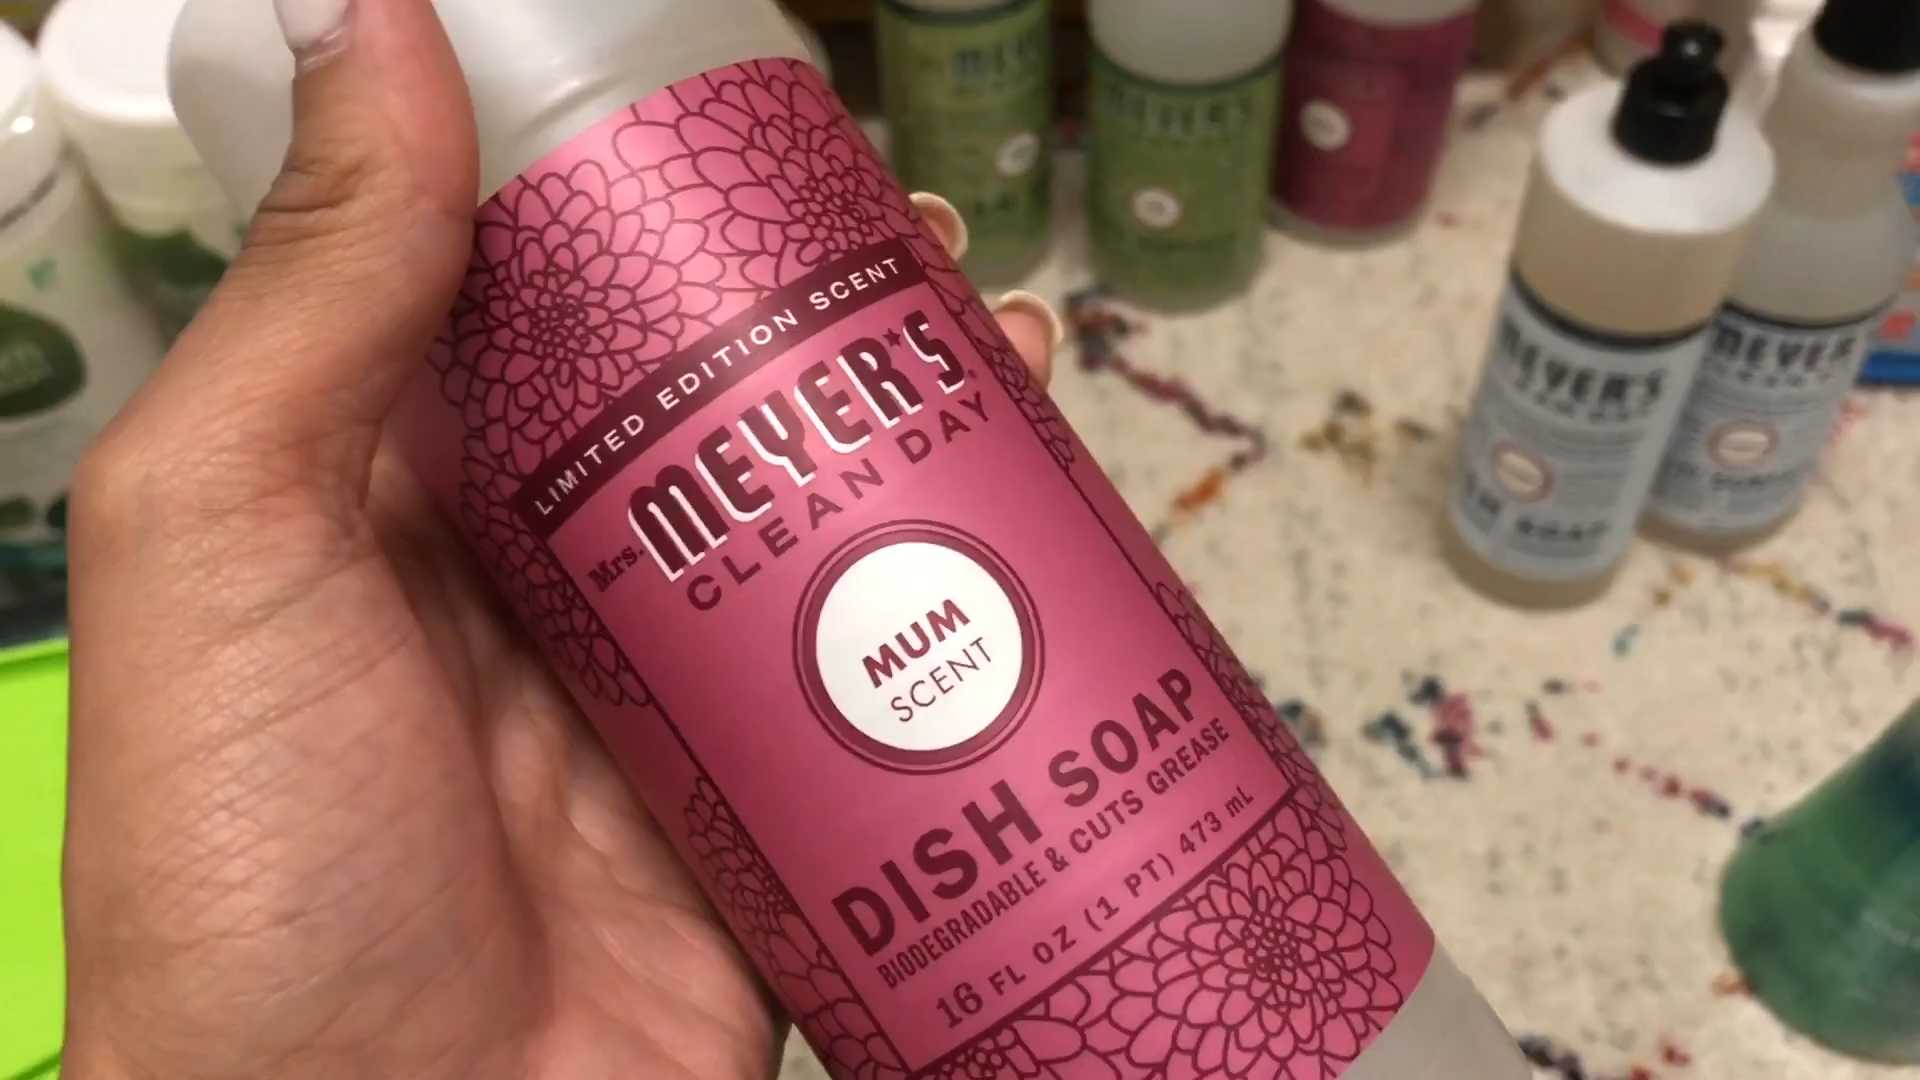 LIMITED EDITION SCENT
Mrs. MEYER'S
CLEAN DAY
MUM
SCENT
DISH SOAP
BIODEGRADABLE & CUTS GREASE
16 FL OZ (1 PT) 473 mL
MEYER'S
MEYER'S